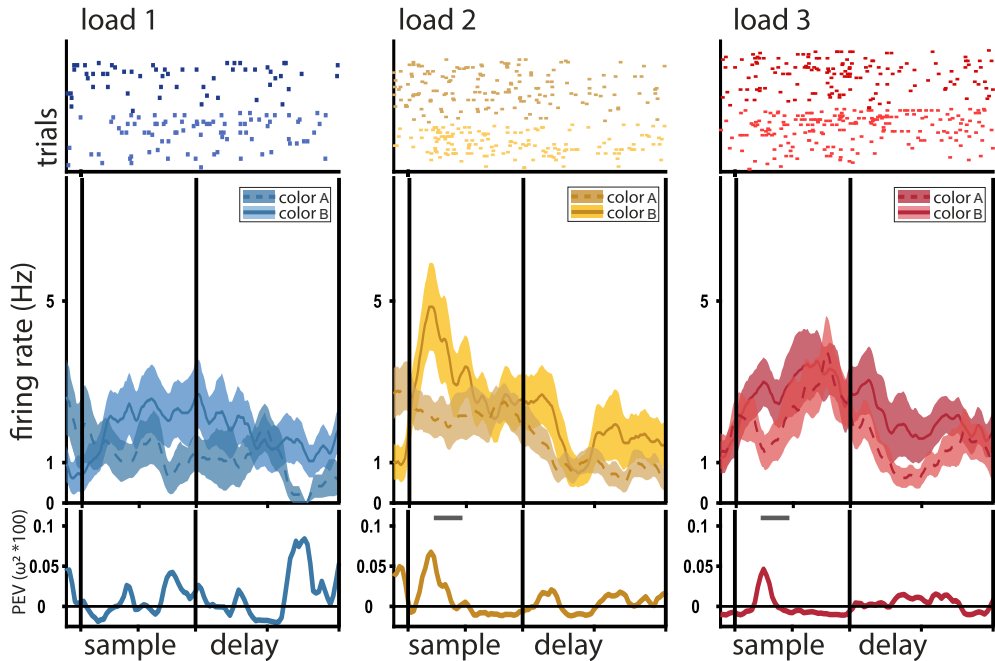 load 1
load 2
load 3
trials
color A
color B
color A
color B
color A
color B
firing rate (Hz)
5
1
0
5
1
0
5
1
0
PEV (ω² *100)
0.1
0.05
0
0.1
0.05
0
0.1
0.05
0
sample delay
sample delay
sample delay